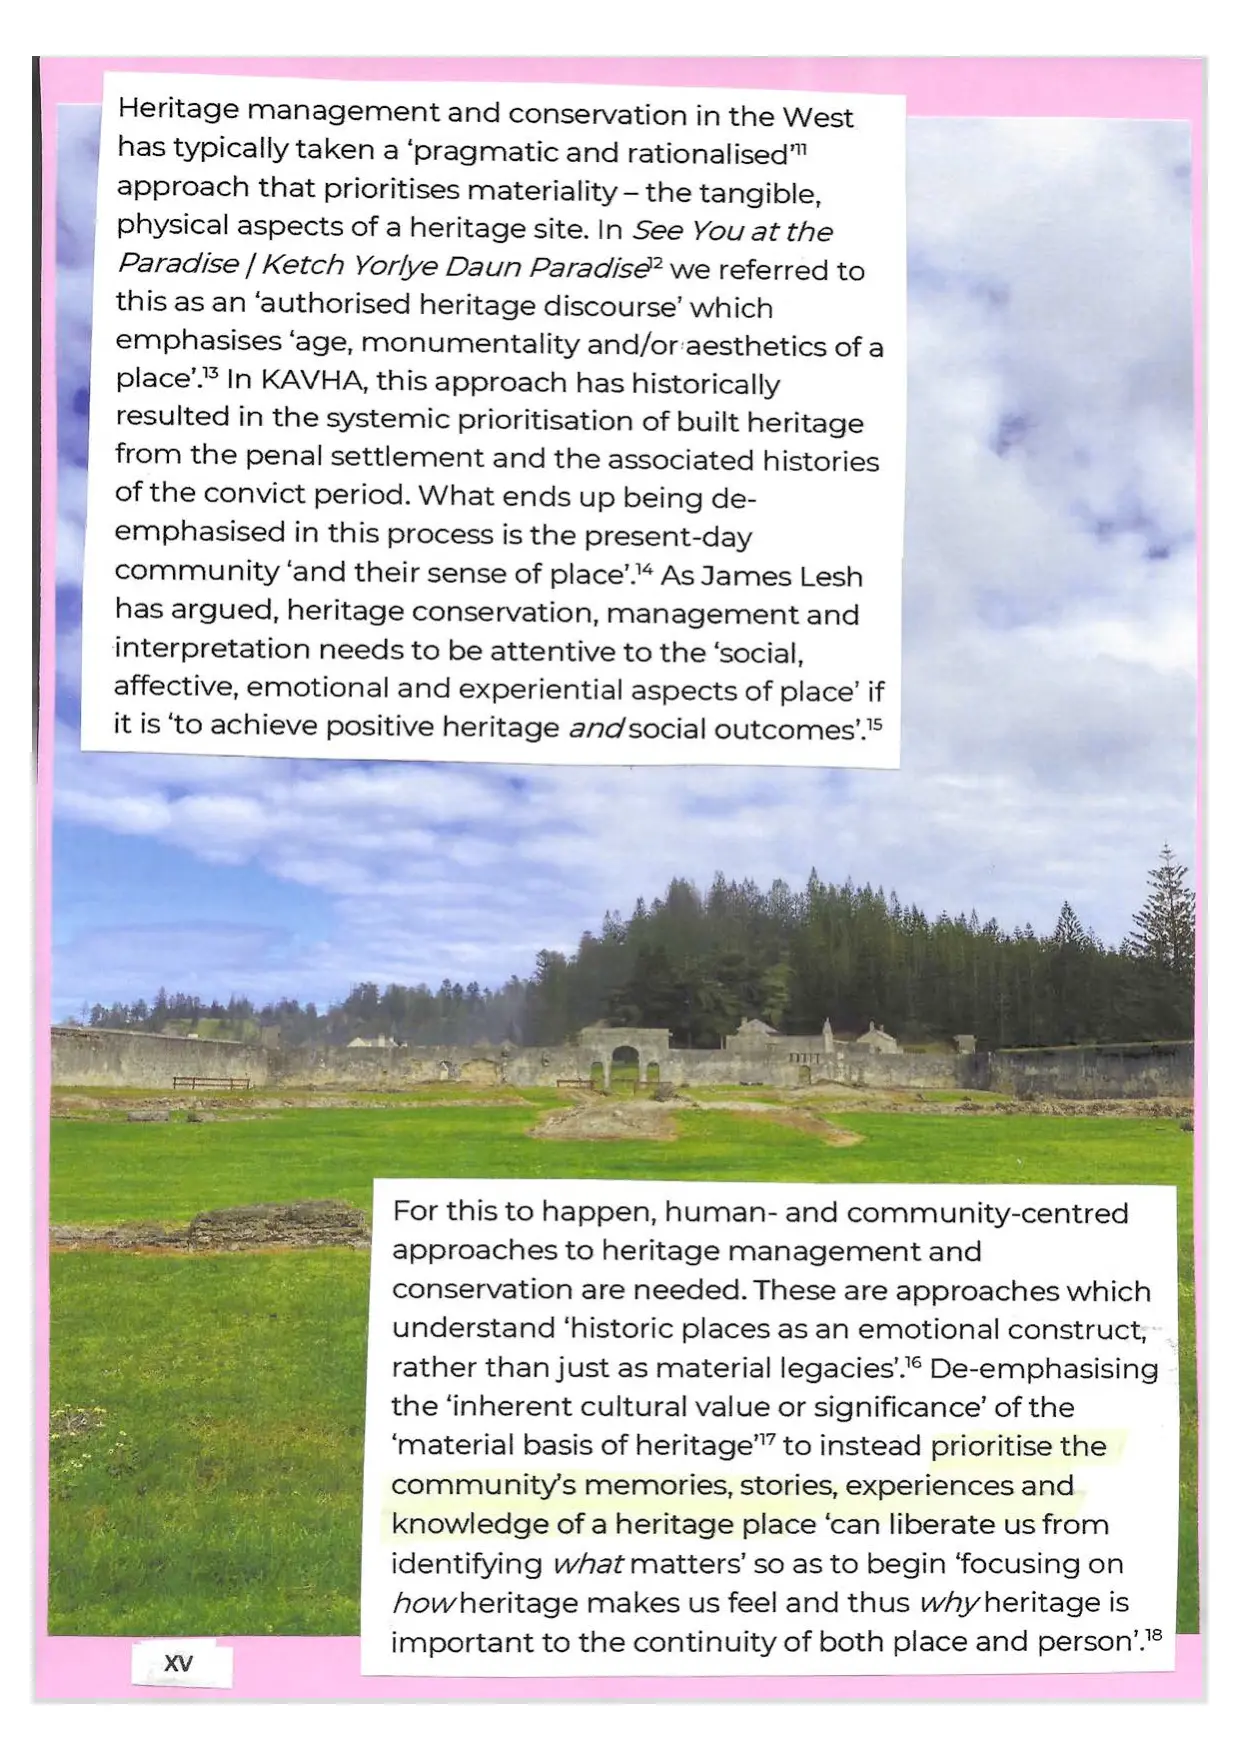 Heritage management and conservation in the West
has typically taken a ‘pragmatic and rationalised’¹¹
approach that prioritises materiality – the tangible,
physical aspects of a heritage site. In See You at the
Paradise / Ketch Yorlye Daun Paradise¹² we referred to
this as an ‘authorised heritage discourse’ which
emphasises ‘age, monumentality and/or aesthetics of a
place’.¹³ In KAVHA, this approach has historically
resulted in the systemic prioritisation of built heritage
from the penal settlement and the associated histories
of the convict period. What ends up being de-
emphasised in this process is the present-day
community ‘and their sense of place’.¹⁴ As James Lesh
has argued, heritage conservation, management and
interpretation needs to be attentive to the ‘social,
affective, emotional and experiential aspects of place’ if
it is ‘to achieve positive heritage and social outcomes’.¹⁵
For this to happen, human- and community-centred
approaches to heritage management and
conservation are needed. These are approaches which
understand ‘historic places as an emotional construct,
rather than just as material legacies’.¹⁶ De-emphasising
the ‘inherent cultural value or significance’ of the
‘material basis of heritage’¹⁷ to instead prioritise the
community’s memories, stories, experiences and
knowledge of a heritage place ‘can liberate us from
identifying what matters’ so as to begin ‘focusing on
how heritage makes us feel and thus why heritage is
important to the continuity of both place and person’.¹⁸
XV